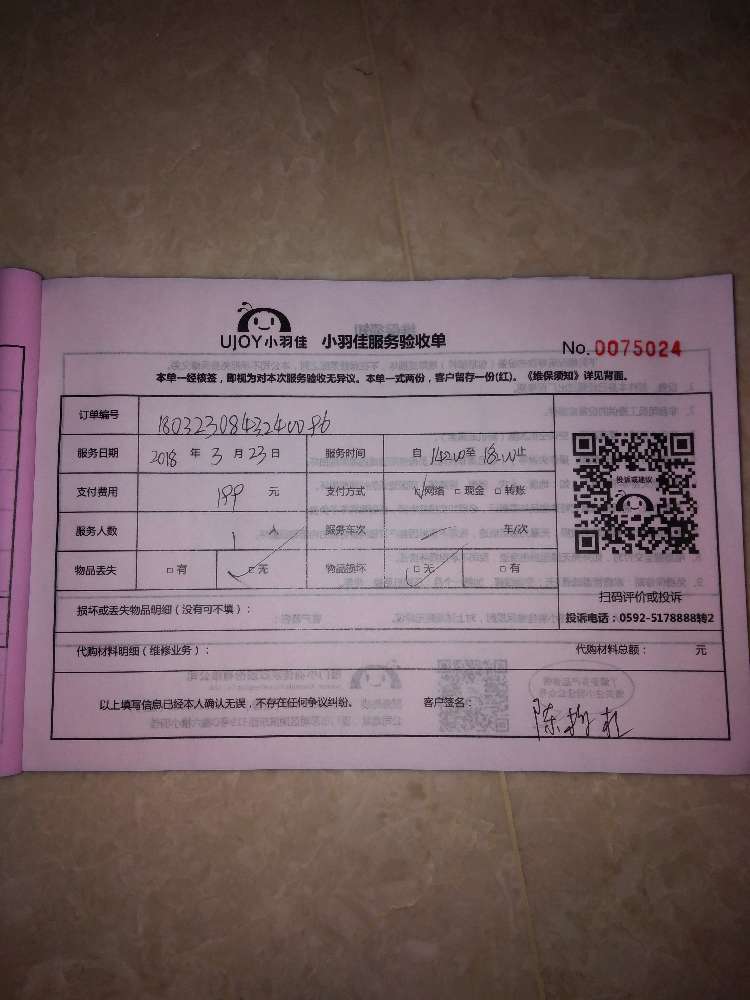 UJOY小羽佳 小羽佳服务验收单 No.0075024
本单一经核签，即视为对本次服务验收无异议。本单一式两份，客户留存一份(红)。《维保须知》详见背面。
订单编号
服务日期 2018 年 3 月 23 日 服务时间 自 14:00 至 18:00 止
支付费用 199 元 支付方式 网络 现金 转账
服务人数 1 人 服务车次 车/次
物品丢失 有 无 物品损坏 无 有
投诉或建议
扫码评价或投诉
损坏或丢失物品明细（没有可不填）：
投诉电话：0592-5178888转2
代购材料明细（维修业务）： 代购材料总额： 元
以上填写信息已经本人确认无误，不存在任何争议纠纷。 客户签名： 陈